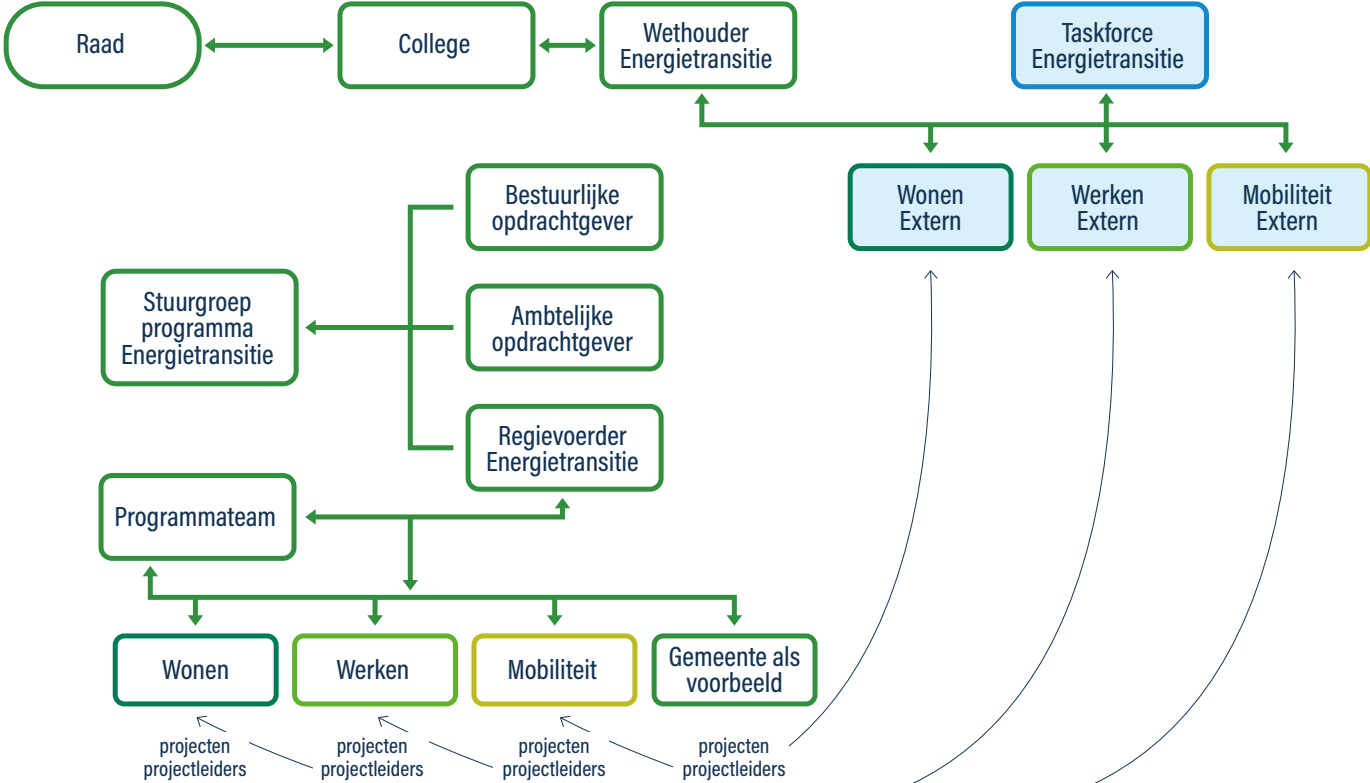 Raad
College
Wethouder
Energietransitie
Taskforce
Energietransitie
Wonen
Extern
Werken
Extern
Mobiliteit
Extern
Bestuurlijke
opdrachtgever
Stuurgroep
programma
Energietransitie
Ambtelijke
opdrachtgever
Regievoerder
Energietransitie
Programmateam
Wonen
Werken
Mobiliteit
Gemeente als
voorbeeld
projecten
projectleiders
projecten
projectleiders
projecten
projectleiders
projecten
projectleiders